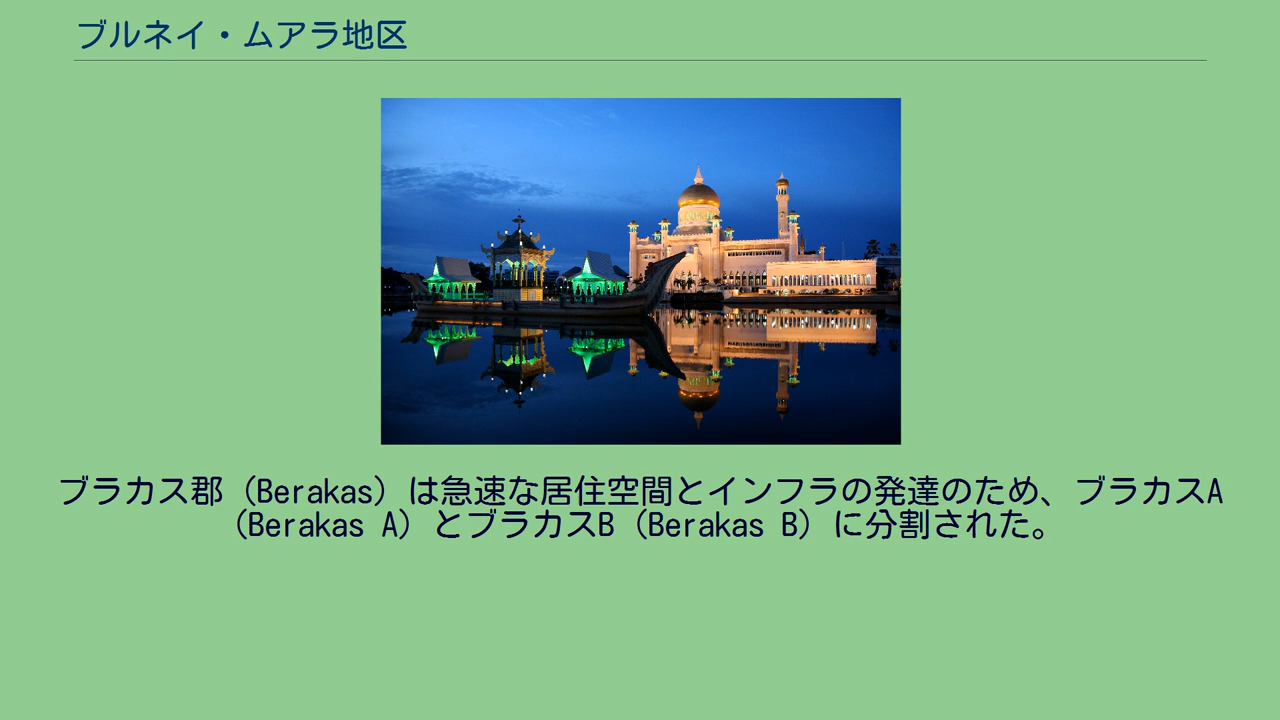 ブルネイ・ムアラ地区
ブラカス郡（Berakas）は急速な居住空間とインフラの発達のため、ブラカスA
（Berakas A）とブラカスB（Berakas B）に分割された。